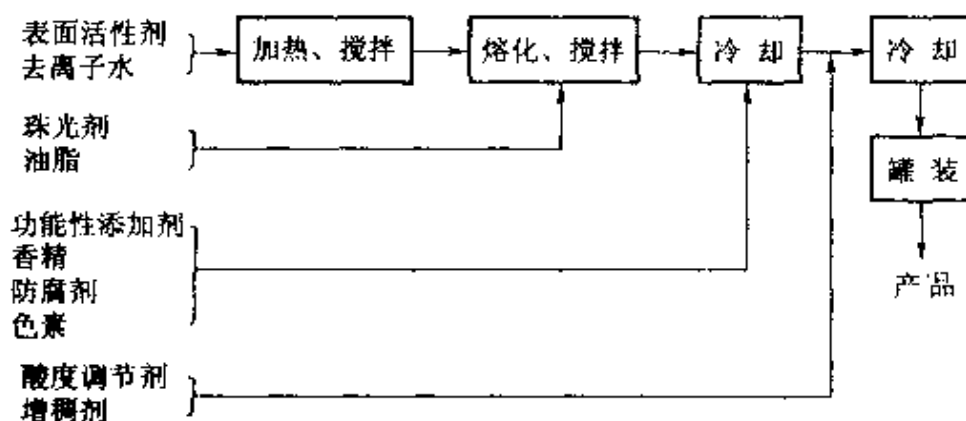 表面活性剂
去离子水
加热、搅拌
熔化、搅拌
冷却
冷却
珠光剂
油脂
罐装
功能性添加剂
香精
防腐剂
色素
产品
酸度调节剂
增稠剂